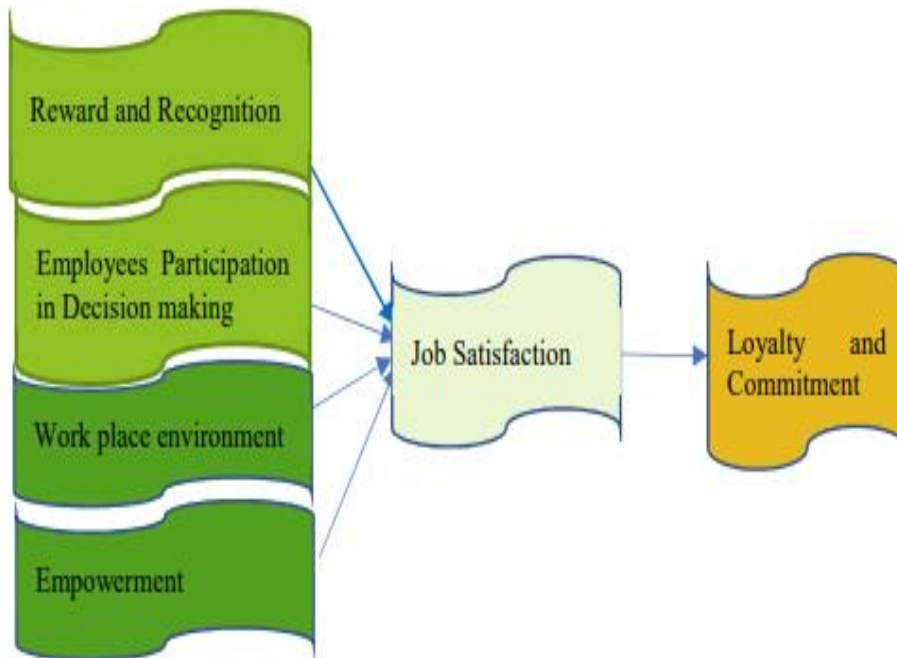 Reward and Recognition
Employees Participation
in Decision making
Work place environment
Empowerment
Job Satisfaction
Loyalty and
Commitment